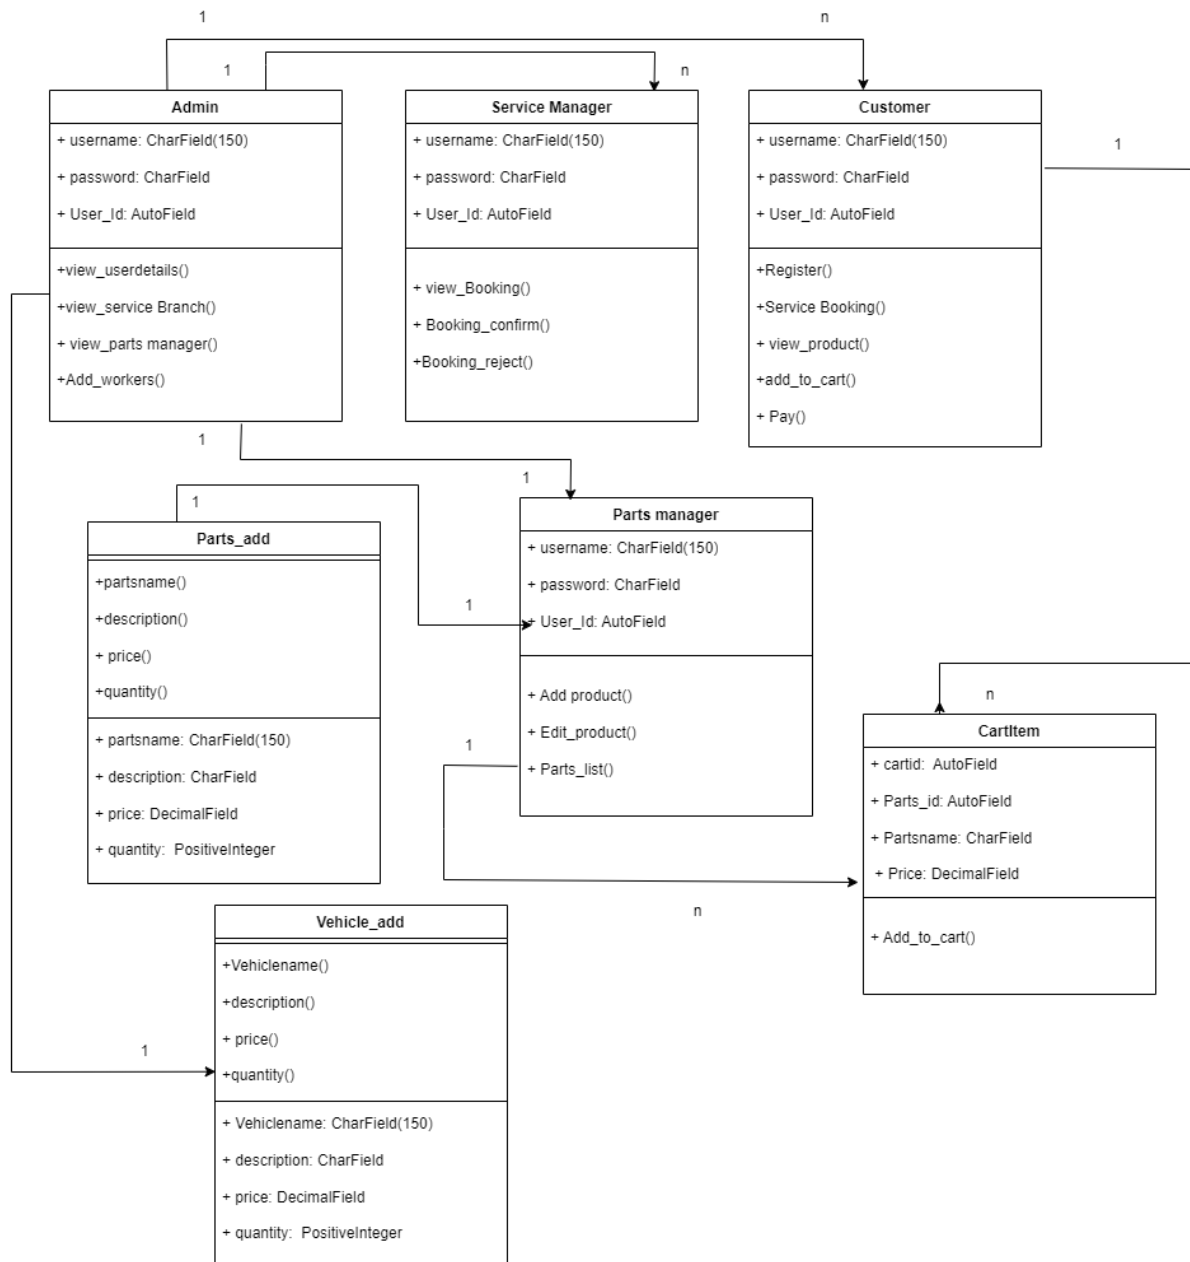 1
n
1
n
Admin
+ username: CharField(150)
+ password: CharField
+ User_Id: AutoField
+view_userdetails()
+view_service Branch()
+ view_parts manager()
+Add_workers()
Service Manager
+ username: CharField(150)
+ password: CharField
+ User_Id: AutoField
+ view_Booking()
+ Booking_confirm()
+Booking_reject()
Customer
+ username: CharField(150)
+ password: CharField
+ User_Id: AutoField
+Register()
+Service Booking()
+ view_product()
+add_to_cart()
+ Pay()
1
1
1
1
Parts_add
+partsname()
+description()
+ price()
+quantity()
+ partsname: CharField(150)
+ description: CharField
+ price: DecimalField
+ quantity:  PositiveInteger
1
Parts manager
+ username: CharField(150)
+ password: CharField
+ User_Id: AutoField
+ Add product()
+ Edit_product()
+ Parts_list()
1
n
n
CartItem
+ cartid:  AutoField
+ Parts_id: AutoField
+ Partsname: CharField
+ Price: DecimalField
+ Add_to_cart()
1
Vehicle_add
+Vehiclename()
+description()
+ price()
+quantity()
+ Vehiclename: CharField(150)
+ description: CharField
+ price: DecimalField
+ quantity:  PositiveInteger